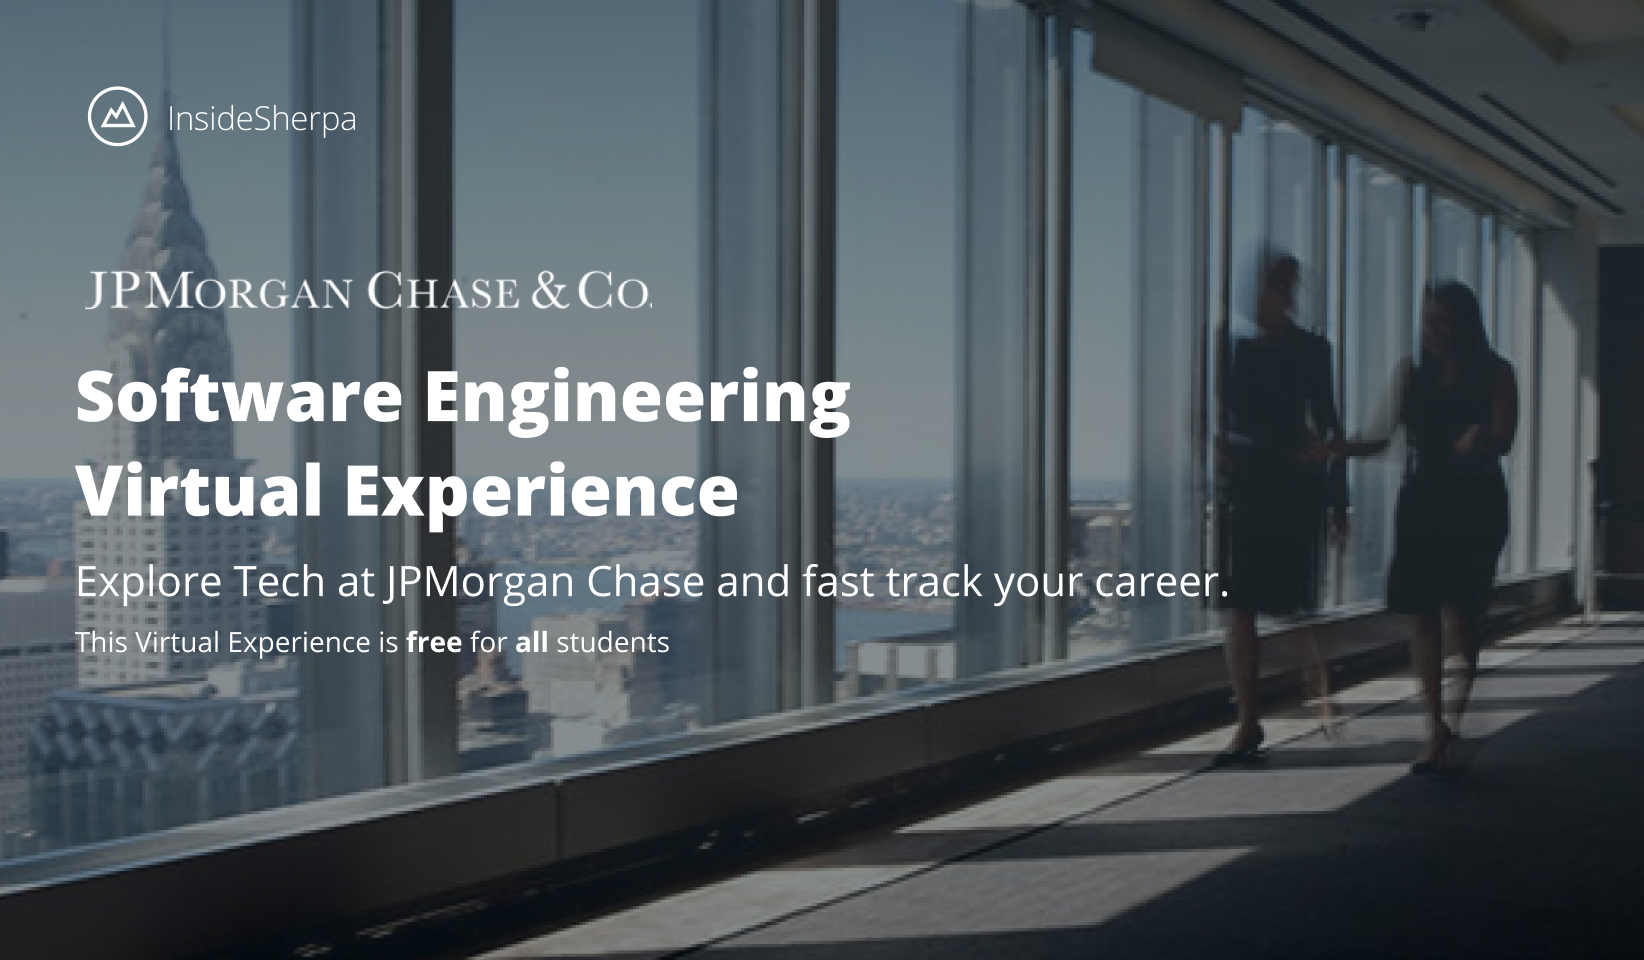 InsideSherpa
JPMORGAN CHASE & CO.
Software Engineering
Virtual Experience
Explore Tech at JPMorgan Chase and fast track your career.
This Virtual Experience is free for all students